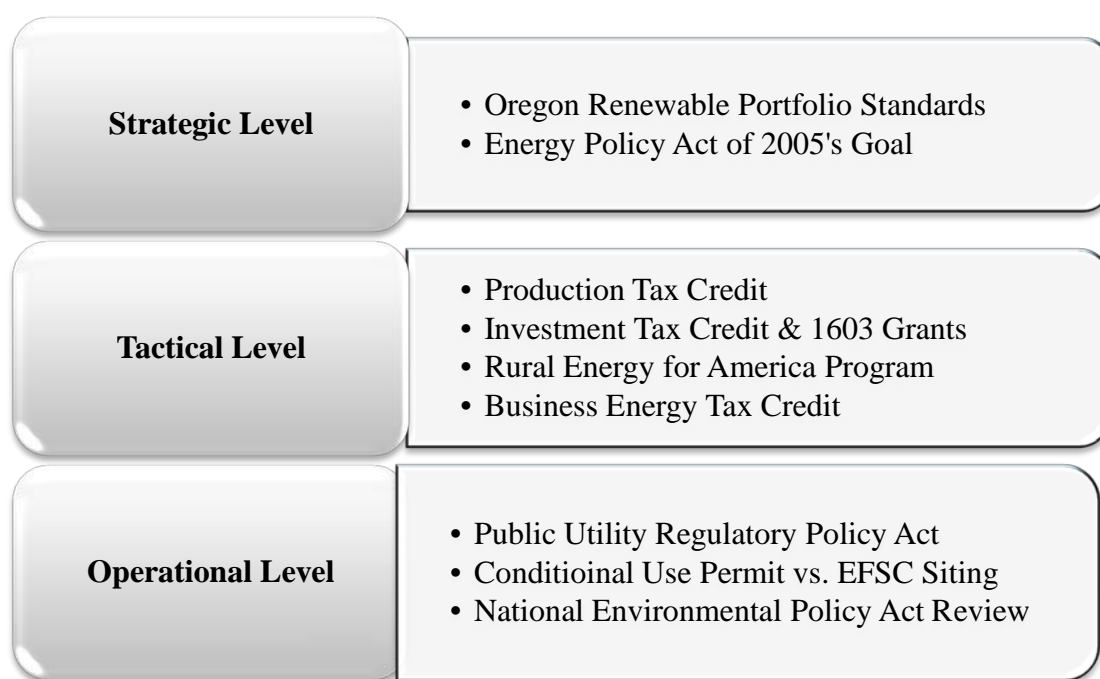 Strategic Level
• Oregon Renewable Portfolio Standards
• Energy Policy Act of 2005's Goal
Tactical Level
• Production Tax Credit
• Investment Tax Credit & 1603 Grants
• Rural Energy for America Program
• Business Energy Tax Credit
Operational Level
• Public Utility Regulatory Policy Act
• Conditioinal Use Permit vs. EFSC Siting
• National Environmental Policy Act Review